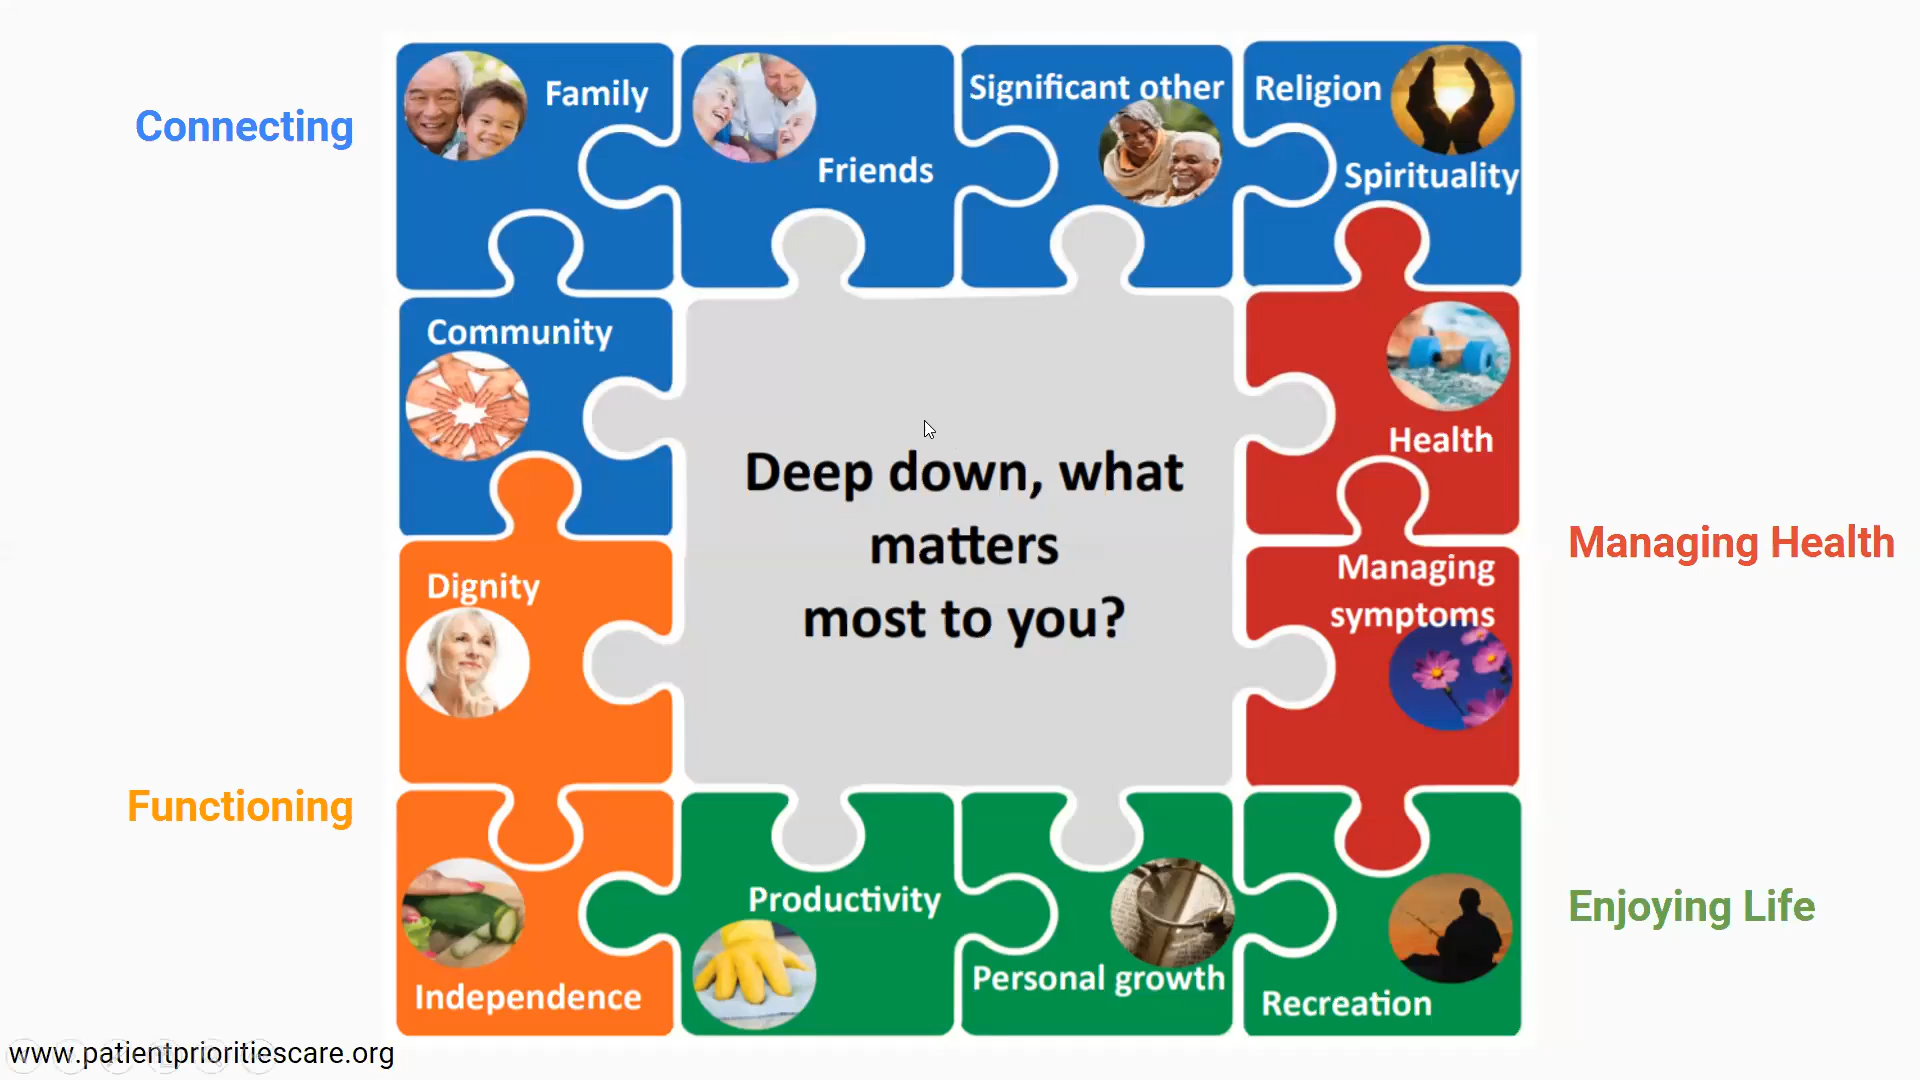 Connecting
Family
Friends
Significant other
Religion
Spirituality
Community
Health
Deep down, what
matters
most to you?
Managing Health
Dignity
Managing
symptoms
Functioning
Independence
Productivity
Personal growth
Recreation
Enjoying Life
www.patientprioritiescare.org